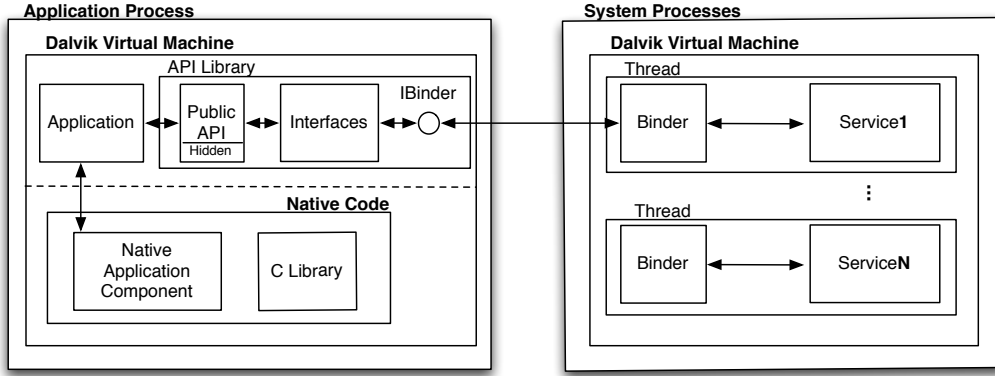 Application Process
Dalvik Virtual Machine
API Library
Application
Public
API
Hidden
Interfaces
IBinder
Native Code
Native
Application
Component
C Library
System Processes
Dalvik Virtual Machine
Thread
Binder
Service1
...
Thread
Binder
ServiceN